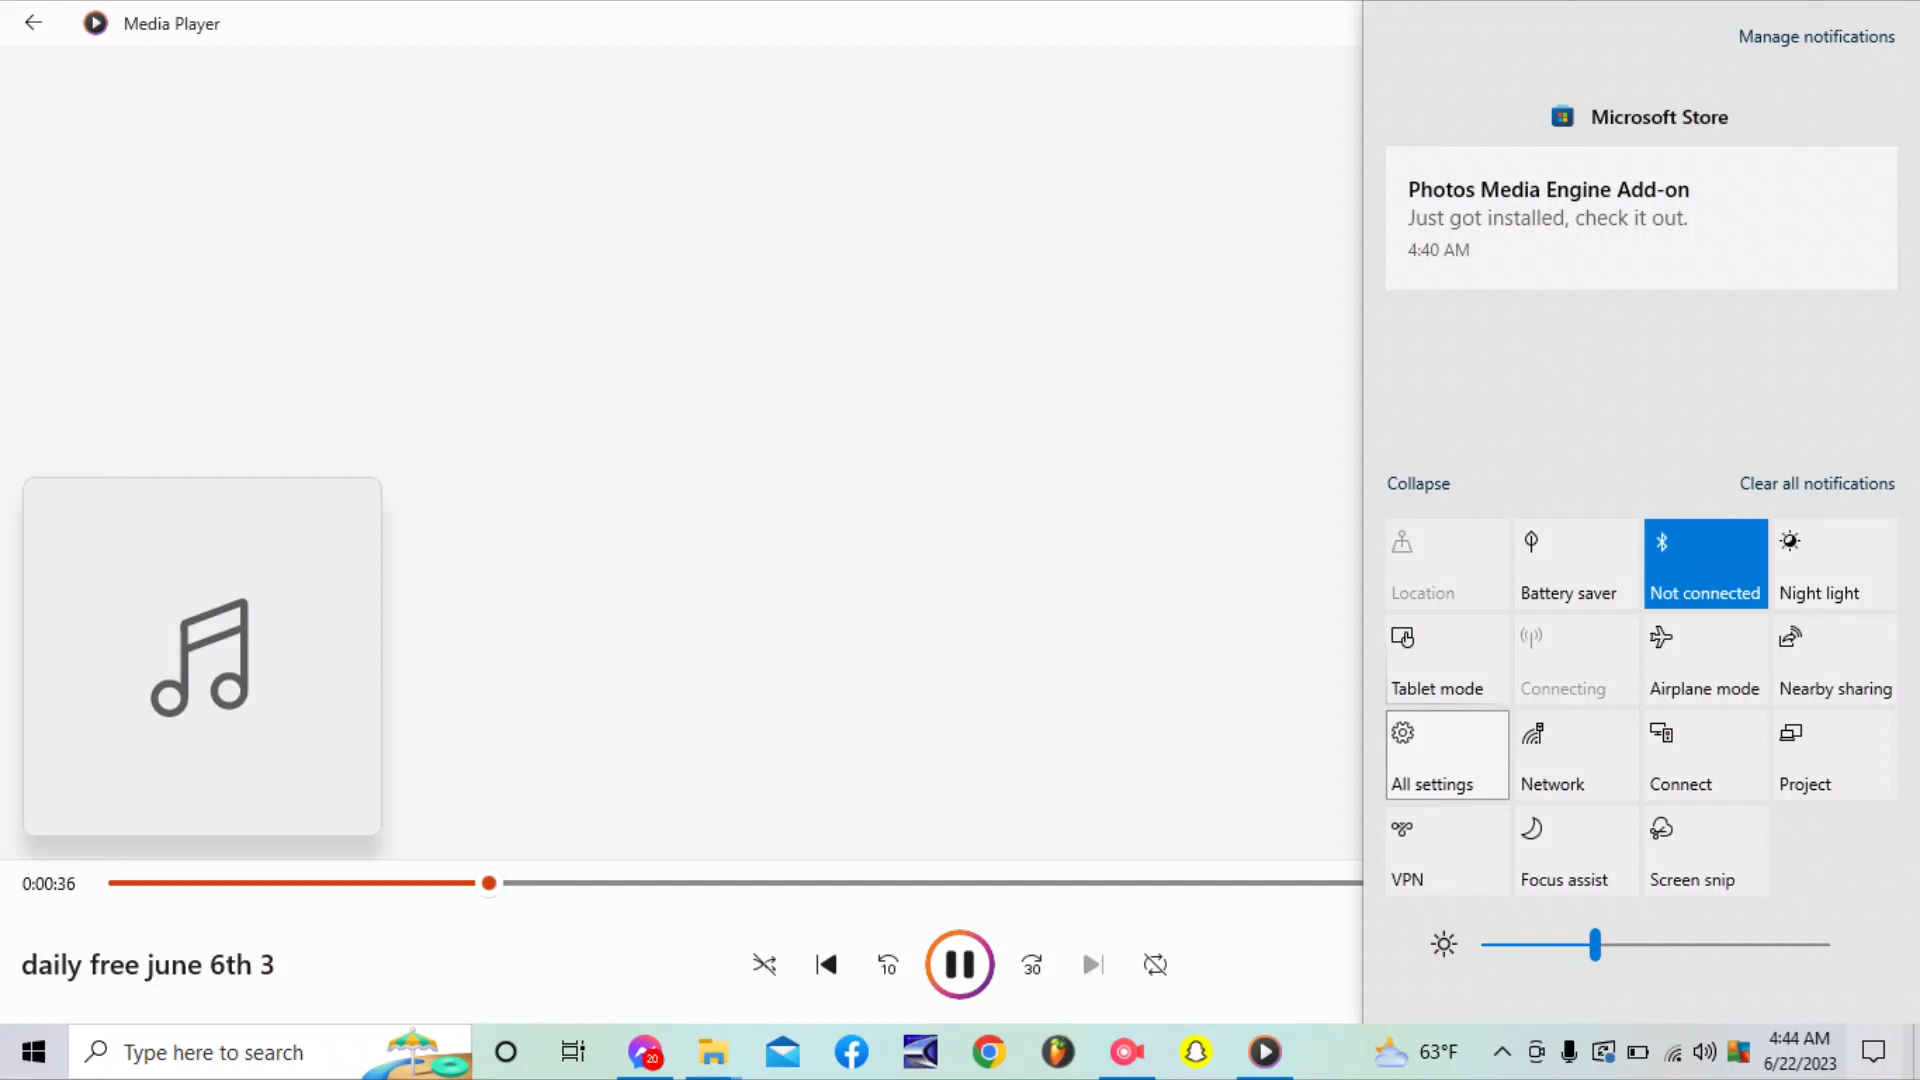 Media Player
Manage notifications
Microsoft Store
Photos Media Engine Add-on
Just got installed, check it out.
4:40 AM
Collapse
Clear all notifications
Location
Battery saver
Not connected
Night light
Tablet mode
Connecting
Airplane mode
Nearby sharing
All settings
Network
Connect
Project
VPN
Focus assist
Screen snip
0:00:36
daily free june 6th 3
10
30
Type here to search
20
63°F
4:44 AM
6/22/2023